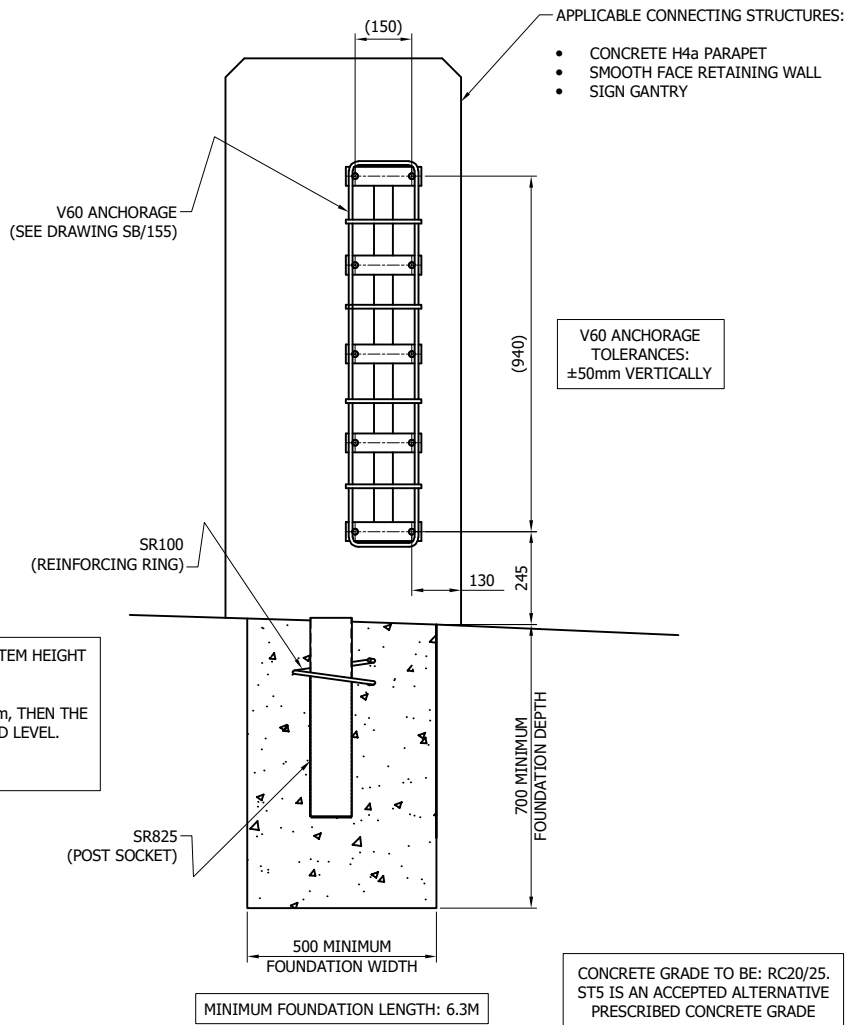 APPLICABLE CONNECTING STRUCTURES:
• CONCRETE H4a PARAPET
• SMOOTH FACE RETAINING WALL
• SIGN GANTRY
(150)
V60 ANCHORAGE
(SEE DRAWING SB/155)
(940)
V60 ANCHORAGE
TOLERANCES:
±50mm VERTICALLY
SR100
(REINFORCING RING)
130
245
TEM HEIGHT
m, THEN THE
D LEVEL.
700 MINIMUM
FOUNDATION DEPTH
SR825
(POST SOCKET)
500 MINIMUM
FOUNDATION WIDTH
MINIMUM FOUNDATION LENGTH: 6.3M
CONCRETE GRADE TO BE: RC20/25.
ST5 IS AN ACCEPTED ALTERNATIVE
PRESCRIBED CONCRETE GRADE